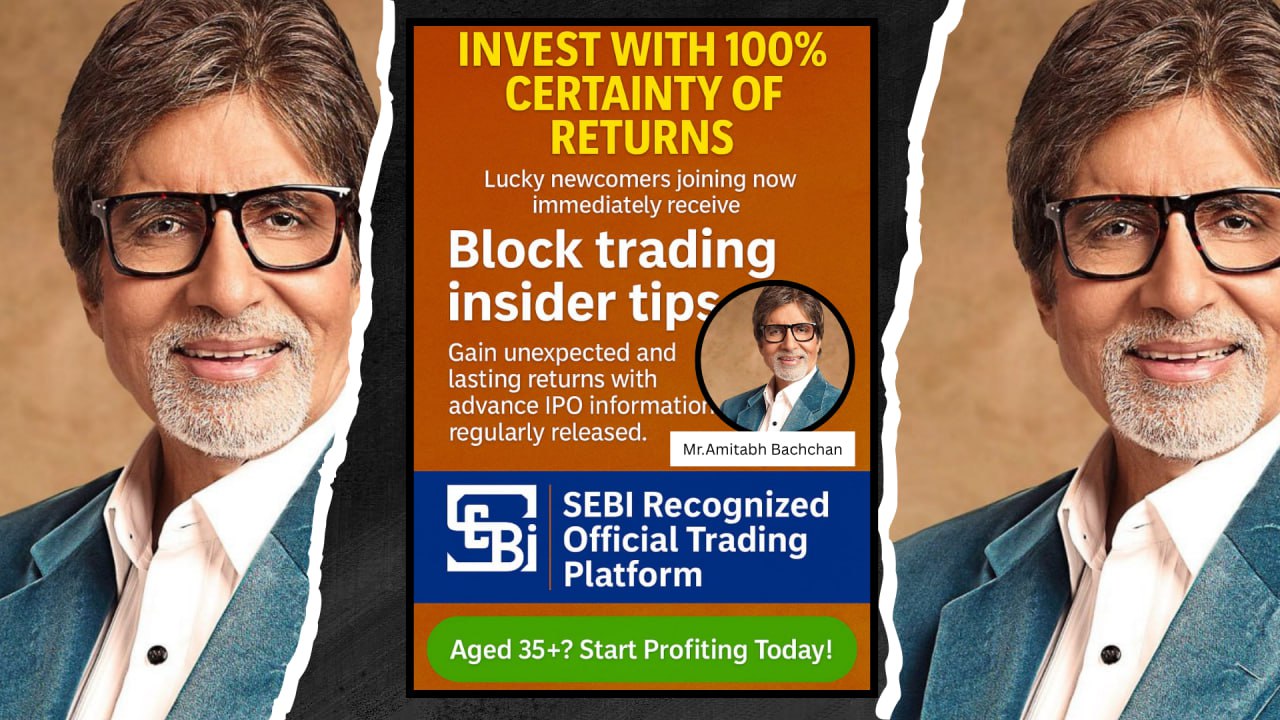 INVEST WITH 100%
CERTAINTY OF
RETURNS
Lucky newcomers joining now
immediately receive
Block trading
insider tips
Gain unexpected and
lasting returns with
advance IPO information
regularly released.
Mr.Amitabh Bachchan
SEBi
SEBI Recognized
Official Trading
Platform
Aged 35+? Start Profiting Today!